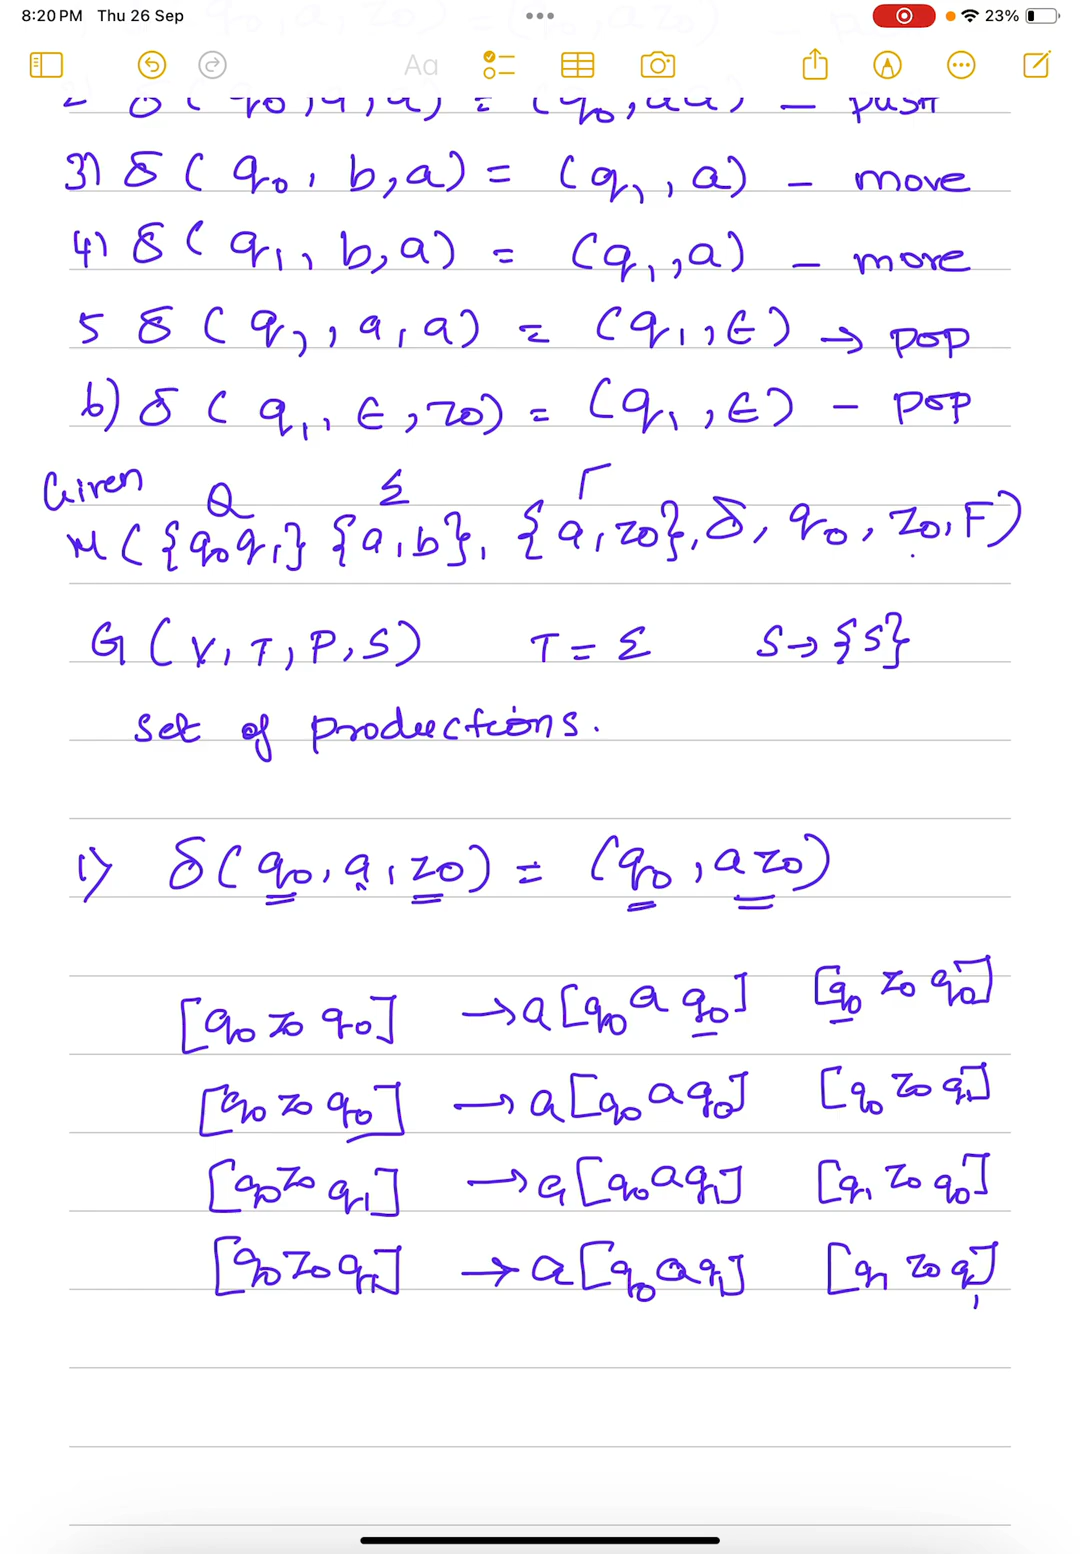 8:20 PM Thu 26 Sep
23%
Aa
push
3) δ ( q₀, b, a) = (q₁, a) – move
4) δ ( q₁, b, a) = (q₁, a) – more
5 δ ( q₁, a, a) = (q₁, ∈) → pop
6) δ ( q₁, ∈, z0) = (q₁, ∈) – pop
Given Q Σ Γ
M ( {q₀ q₁} {a, b}, {a, z0}, δ, q₀, z₀, F)
G ( V, T, P, S) T = Σ S → {S}
set of productions.
1) δ( q₀, a, z0) = (q₀, a z0)
[q₀ z₀ q₀] → a [q₀ a q₀] [q₀ z₀ q₀]
[q₀ z₀ q₀] → a [q₀ a q₀] [q₀ z₀ q₁]
[q₀ z₀ q₁] → a [q₀ a q₁] [q₁ z₀ q₀]
[q₀ z₀ q₁] → a [q₀ a q₁] [q₁ z₀ q₁]